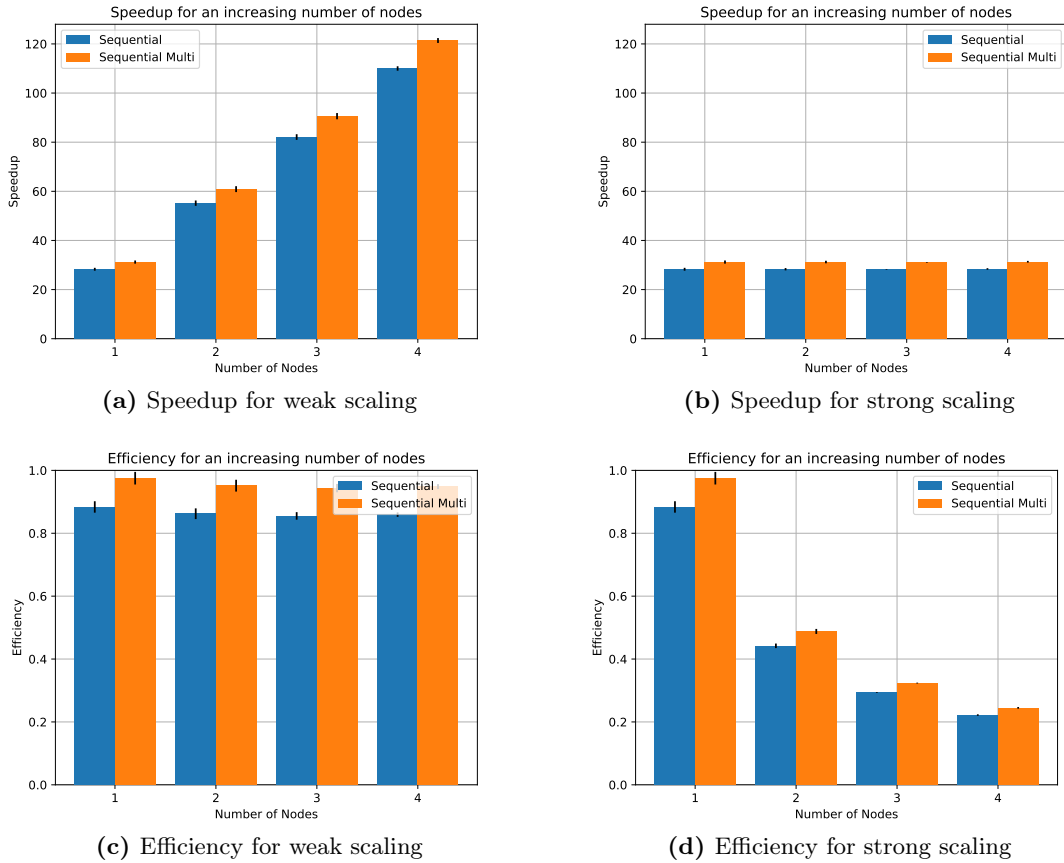 Speedup for an increasing number of nodes
120
100
80
60
40
20
0
Speedup
Sequential
Sequential Multi
1 2 3 4
Number of Nodes
(a) Speedup for weak scaling
Speedup for an increasing number of nodes
120
100
80
60
40
20
0
Speedup
Sequential
Sequential Multi
1 2 3 4
Number of Nodes
(b) Speedup for strong scaling
Efficiency for an increasing number of nodes
1.0
0.8
0.6
0.4
0.2
0.0
Efficiency
Sequential
Sequential Multi
1 2 3 4
Number of Nodes
(c) Efficiency for weak scaling
Efficiency for an increasing number of nodes
1.0
0.8
0.6
0.4
0.2
0.0
Efficiency
Sequential
Sequential Multi
1 2 3 4
Number of Nodes
(d) Efficiency for strong scaling